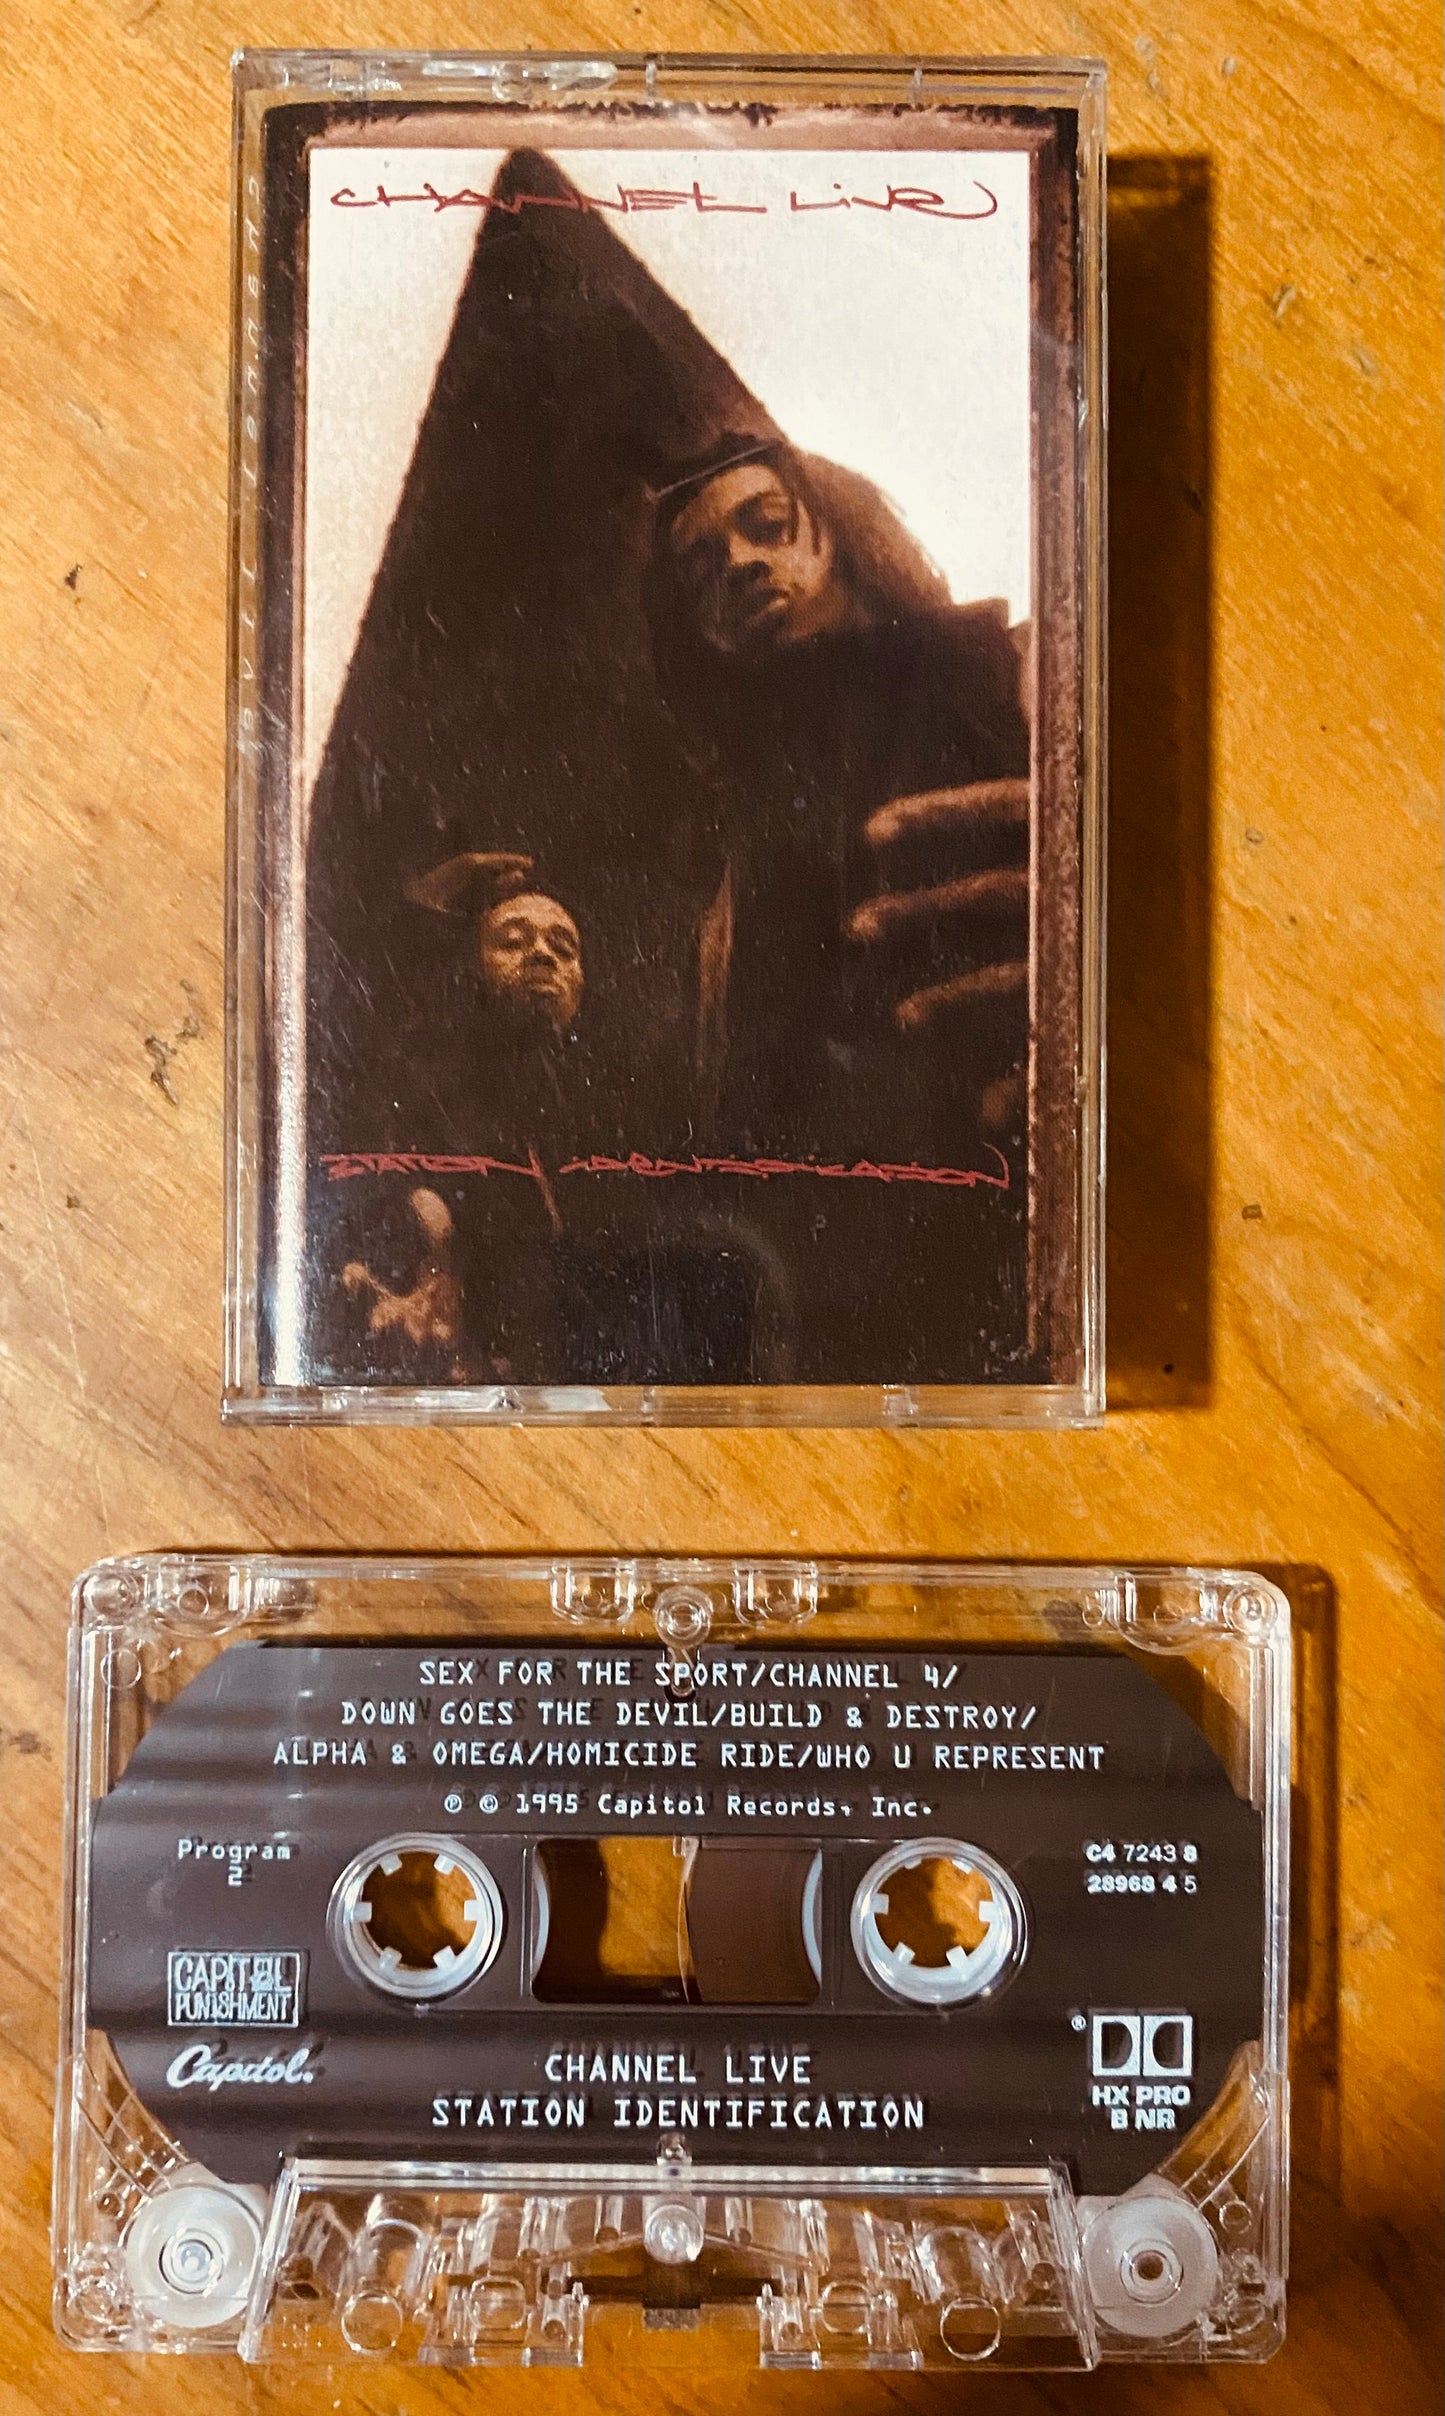 CHANNEL LIVE
STATION IDENTIFICATION
SEX FOR THE SPORT/CHANNEL 4/
DOWN GOES THE DEVIL/BUILD & DESTROY/
ALPHA & OMEGA/HOMICIDE RIDE/WHO U REPRESENT
℗ © 1995 Capitol Records, Inc.
Program
2
C4 7243 8
28968 4 5
CAPITOL
PUNISHMENT
Capitol®
CHANNEL LIVE
STATION IDENTIFICATION
®
HX PRO
B NR